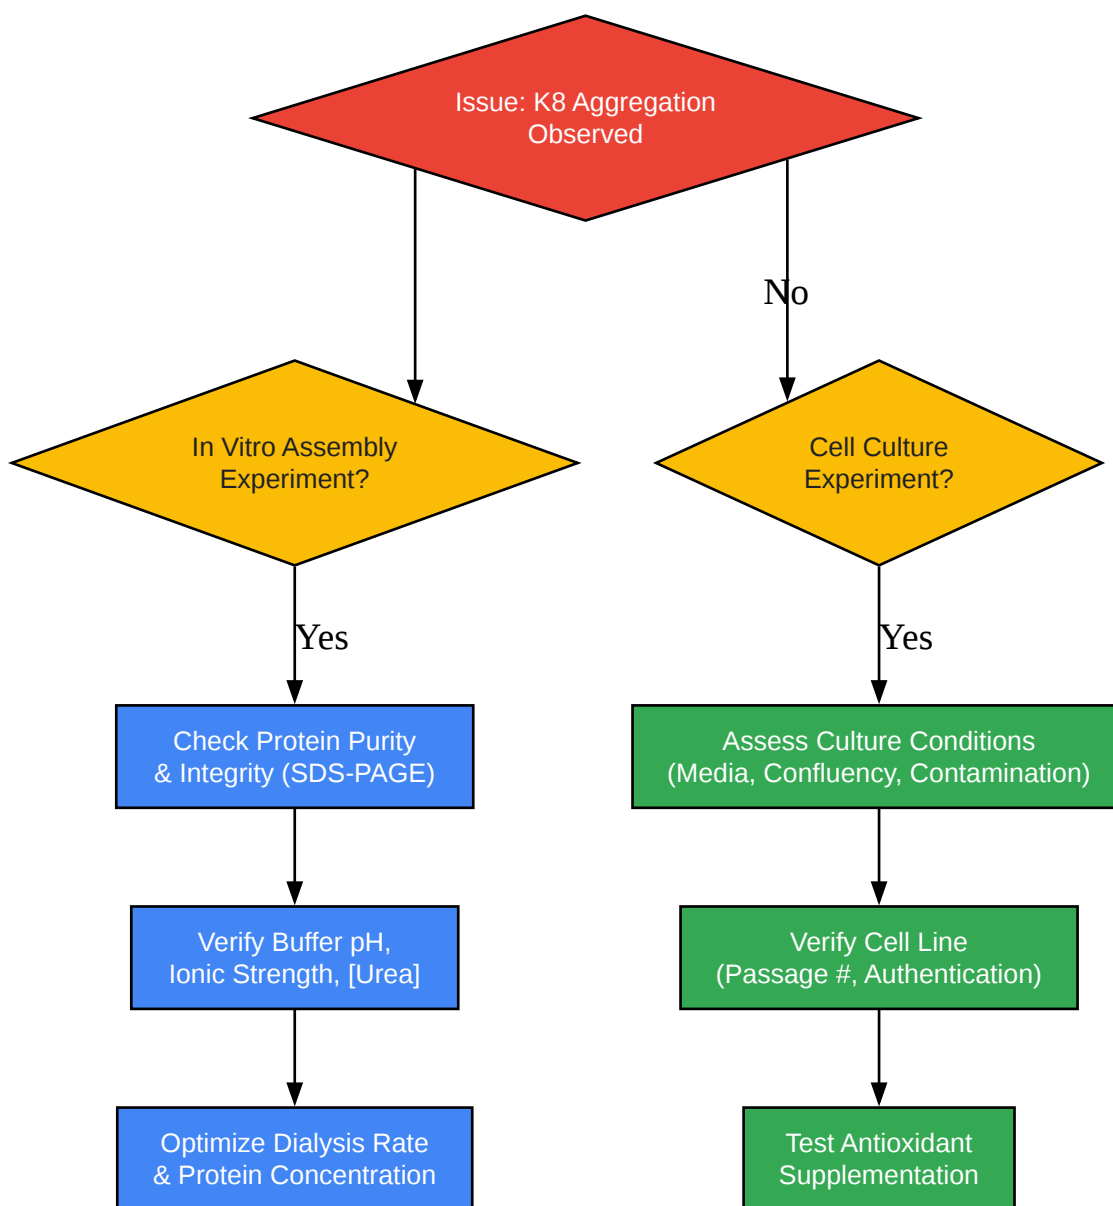 Issue: K8 Aggregation
Observed
No
In Vitro Assembly
Experiment?
Cell Culture
Experiment?
Yes
Yes
Check Protein Purity
& Integrity (SDS-PAGE)
Assess Culture Conditions
(Media, Confluency, Contamination)
Verify Buffer pH,
Ionic Strength, [Urea]
Verify Cell Line
(Passage #, Authentication)
Optimize Dialysis Rate
& Protein Concentration
Test Antioxidant
Supplementation